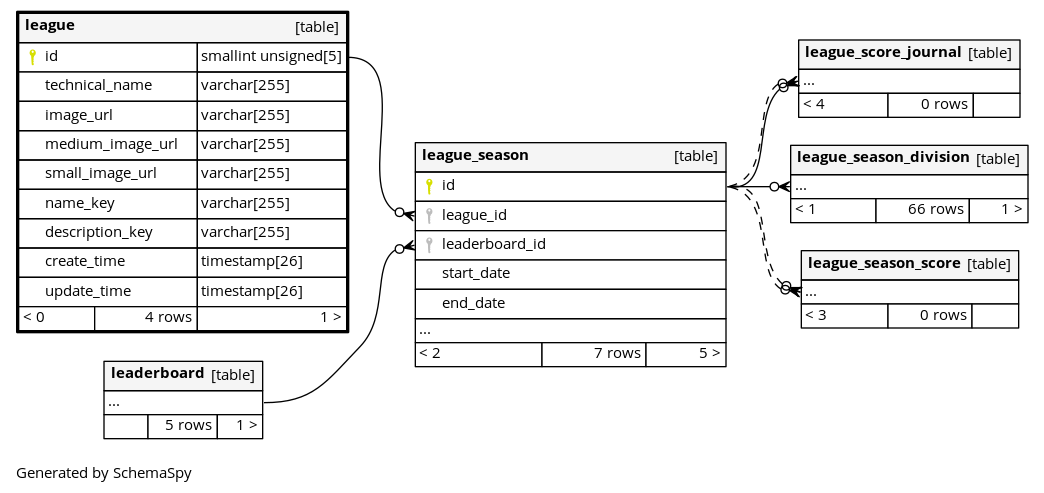 league [table]
id smallint unsigned[5]
technical_name varchar[255]
image_url varchar[255]
medium_image_url varchar[255]
small_image_url varchar[255]
name_key varchar[255]
description_key varchar[255]
create_time timestamp[26]
update_time timestamp[26]
< 0 4 rows 1 >
leaderboard [table]
...
5 rows 1 >
league_season [table]
id
league_id
leaderboard_id
start_date
end_date
...
< 2 7 rows 5 >
league_score_journal [table]
...
< 4 0 rows
league_season_division [table]
...
< 1 66 rows 1 >
league_season_score [table]
...
< 3 0 rows
Generated by SchemaSpy